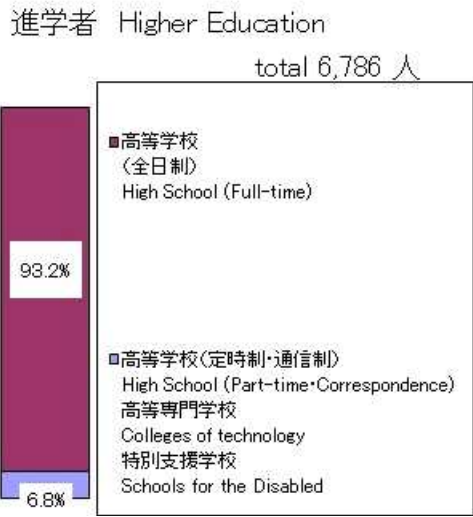 進学者 Higher Education
total 6,786 人
高等学校
(全日制)
High School (Full-time)
93.2%
高等学校(定時制・通信制)
High School (Part-time・Correspondence)
高等専門学校
Colleges of technology
特別支援学校
Schools for the Disabled
6.8%